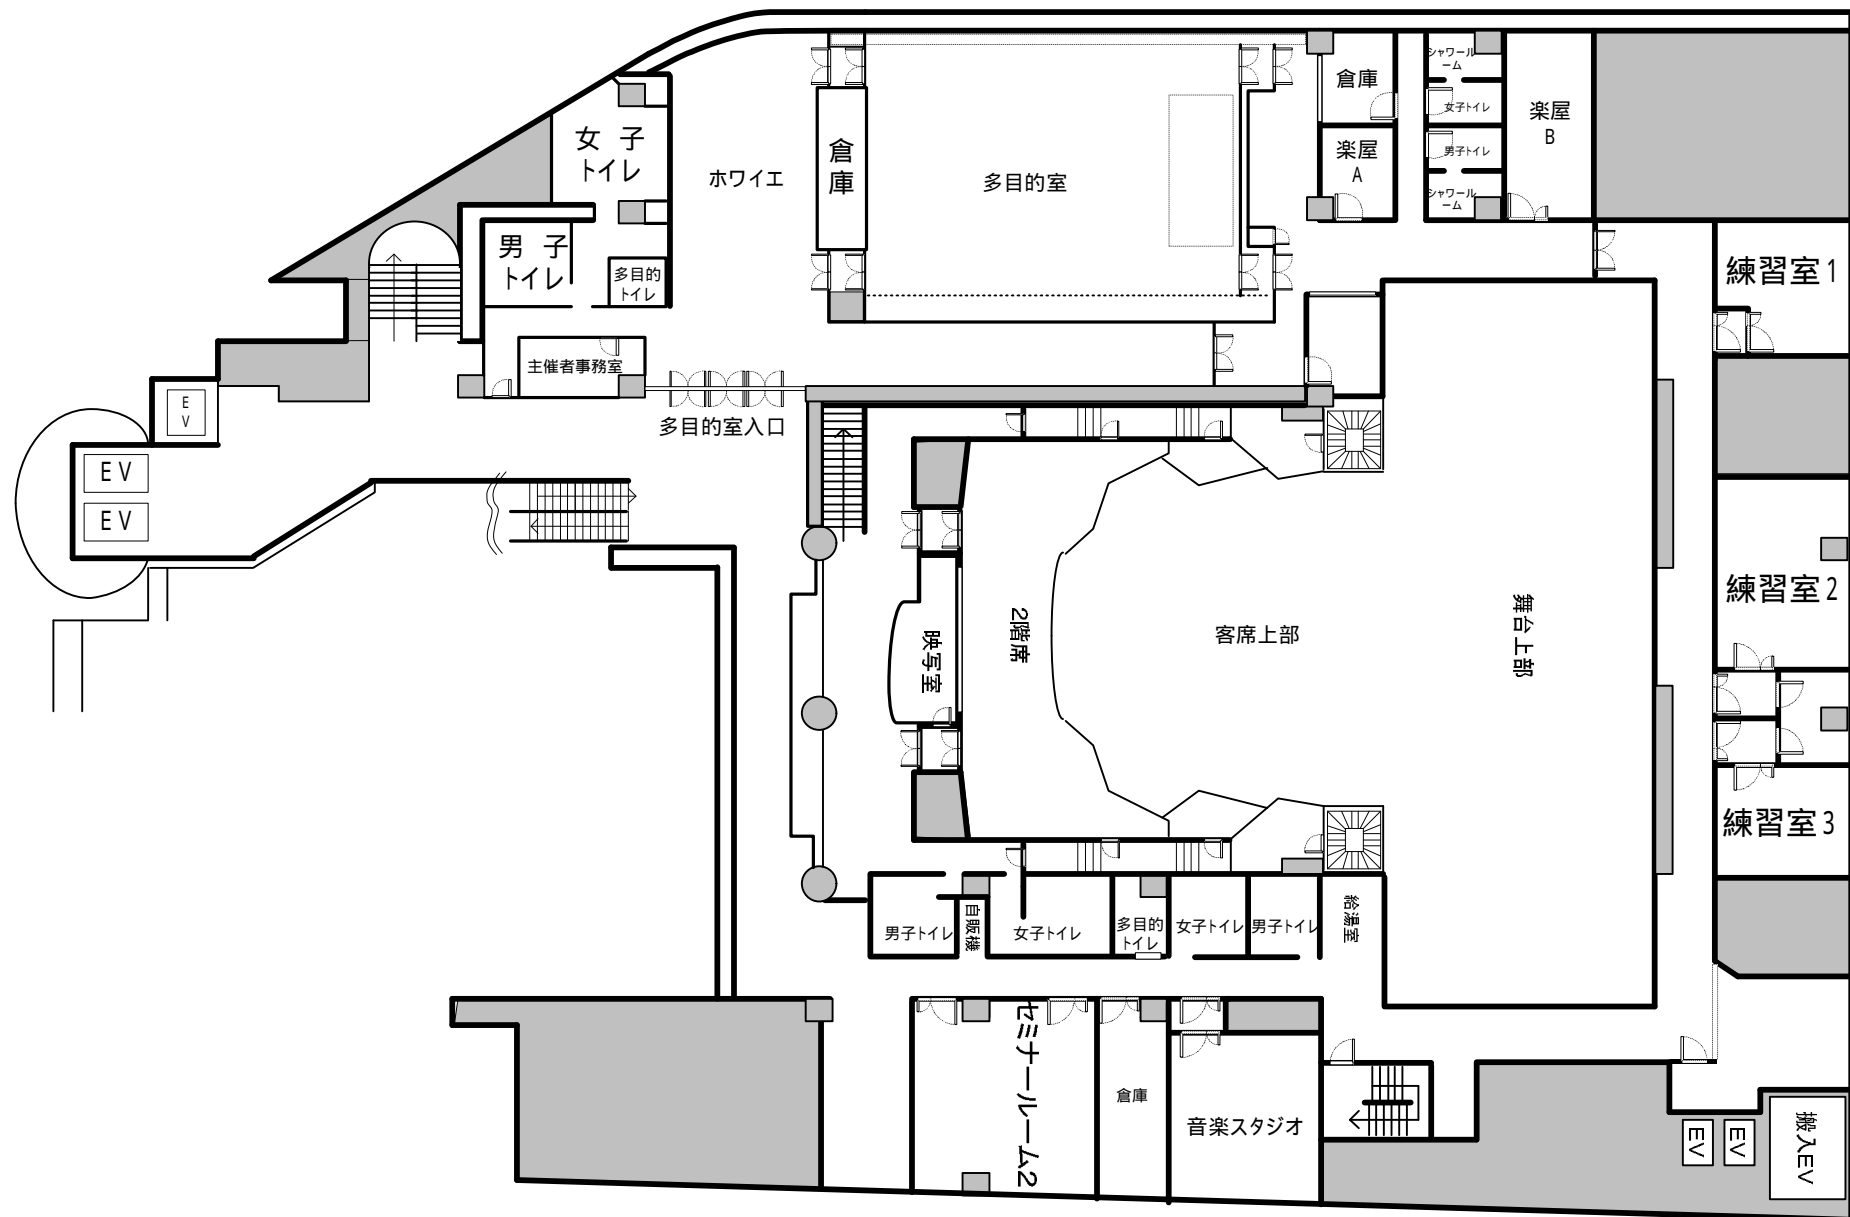 シャワール
ーム
倉庫
女子トイレ
楽屋
B
女 子
トイレ
倉
庫
楽屋
A
男子トイレ
ホワイエ
多目的室
シャワール
ーム
男 子
トイレ
多目的
トイレ
練習室1
主催者事務室
E
V
多目的室入口
EV
EV
練習室2
2階席
映写室
客席上部
舞台上部
練習室3
男子トイレ
自販機
女子トイレ
多目的
トイレ
女子トイレ
男子トイレ
給湯室
セミナールーム2
倉庫
音楽スタジオ
EV
EV
搬入EV